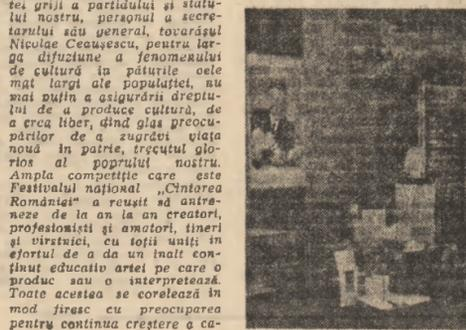 tei griji a partidului și statu-
lui nostru, personal a secre-
tarului său general, tovarășul
Nicolae Ceaușescu, pentru lar-
ga difuziune a fenomenului
de cultură în păturile cele
mai largi ale populației, nu
mai puțin a asigurării dreptu-
lui de a produce cultură, de
a crea liber, dînd glas preocu-
părilor de a zugrăvi viața
nouă în patrie, trecutul glo-
rios al poprului nostru.
Ampla competiție care este
Festivalul național „Cîntarea
României" a reușit să antre-
neze de la an la an creatori,
profesioniști și amatori, tineri
și vîrstnici, cu toții uniți în
efortul de a da un înalt con-
ținut educativ artei pe care o
produc sau o interpretează.
Toate acestea se corelează în
mod firesc cu preocuparea
pentru continua creștere a ca-